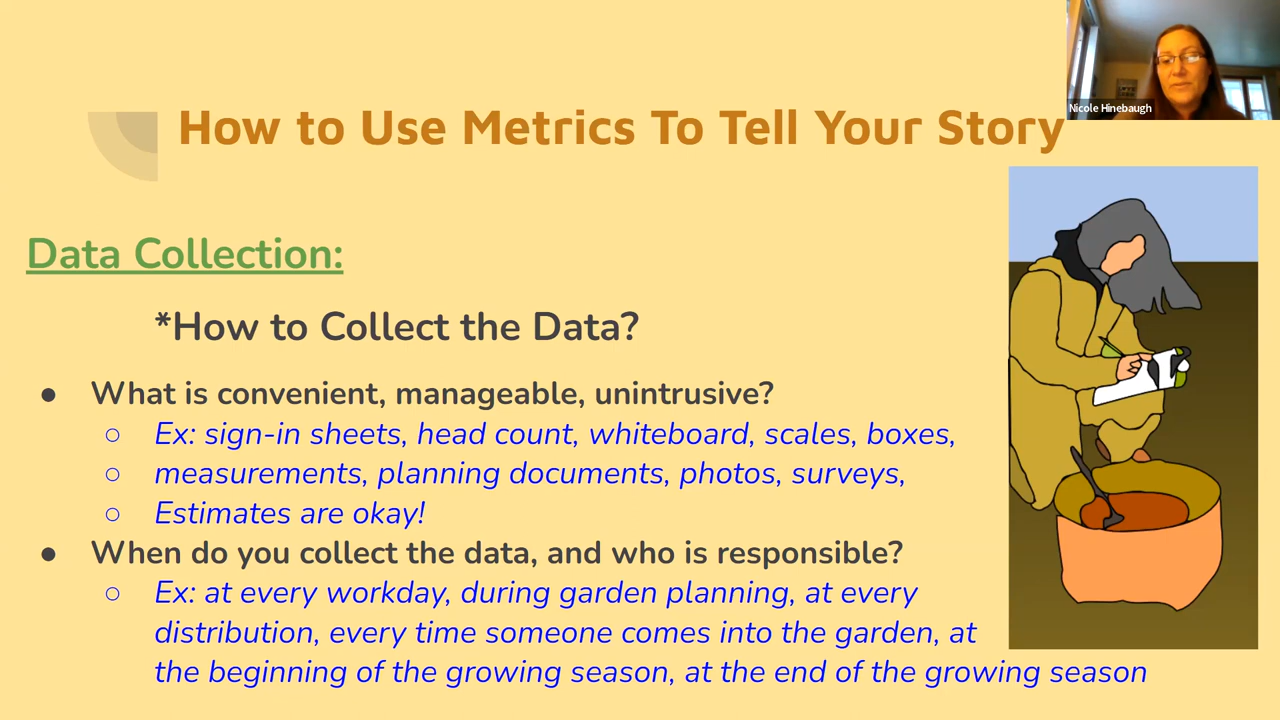 Nicole Hinebaugh
How to Use Metrics To Tell Your Story
Data Collection:
*How to Collect the Data?
● What is convenient, manageable, unintrusive?
○ Ex: sign-in sheets, head count, whiteboard, scales, boxes,
○ measurements, planning documents, photos, surveys,
○ Estimates are okay!
● When do you collect the data, and who is responsible?
○ Ex: at every workday, during garden planning, at every
distribution, every time someone comes into the garden, at
the beginning of the growing season, at the end of the growing season